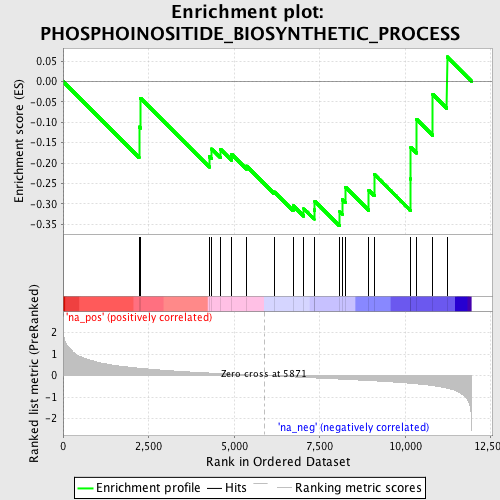 Enrichment plot:
PHOSPHOINOSITIDE_BIOSYNTHETIC_PROCESS
Enrichment score (ES)
0.05
0.00
-0.05
-0.10
-0.15
-0.20
-0.25
-0.30
-0.35
'na_pos' (positively correlated)
Ranked list metric (PreRanked)
2
1
0
-1
-2
Zero cross at 5871
'na_neg' (negatively correlated)
0
2,500
5,000
7,500
10,000
12,500
Rank in Ordered Dataset
Enrichment profile
Hits
Ranking metric scores